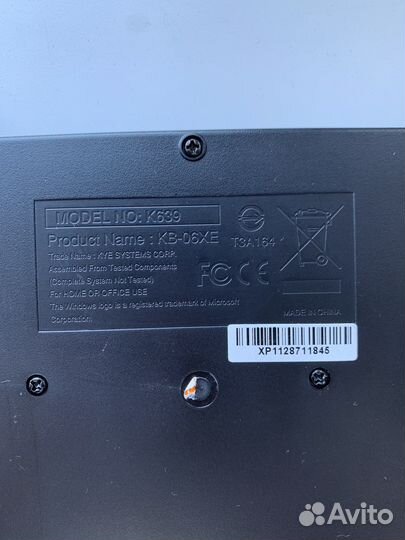 MODEL NO: K639
Product Name : KB-06XE
T3A164
Trade Name : KYE SYSTEMS CORP.
Assembled From Tested Components
(Complete System Not Tested)
For HOME OR OFFICE USE
The Windows logo is a registered trademark of Microsoft
Corporation.
FC CE
MADE IN CHINA
XP1128711845
Avito